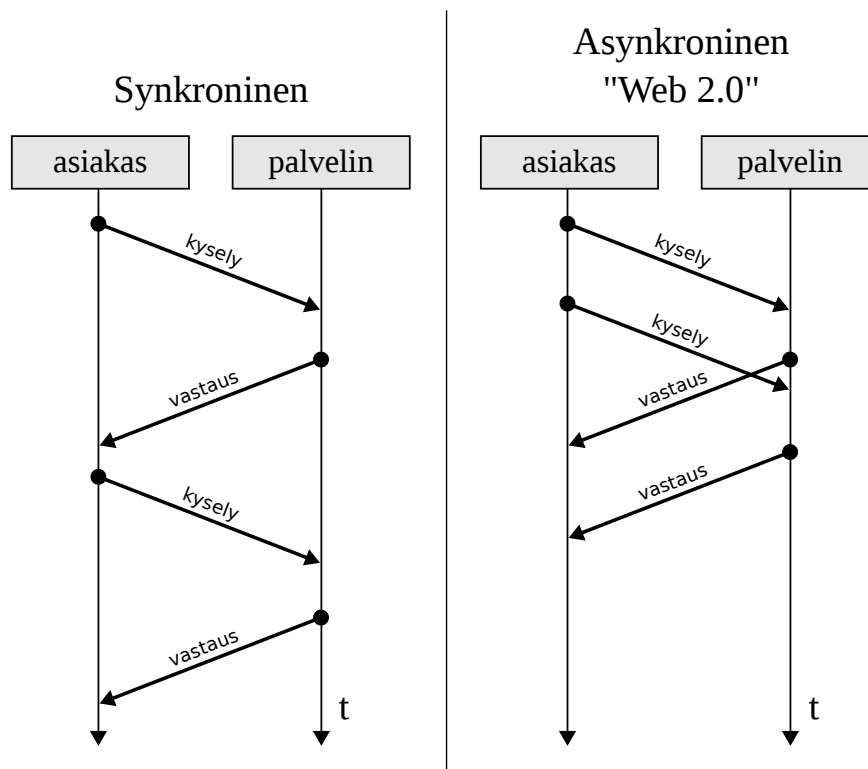 Synkroninen
asiakas
palvelin
kysely
vastaus
kysely
vastaus
t
Asynkroninen
"Web 2.0"
asiakas
palvelin
kysely
kysely
vastaus
vastaus
t